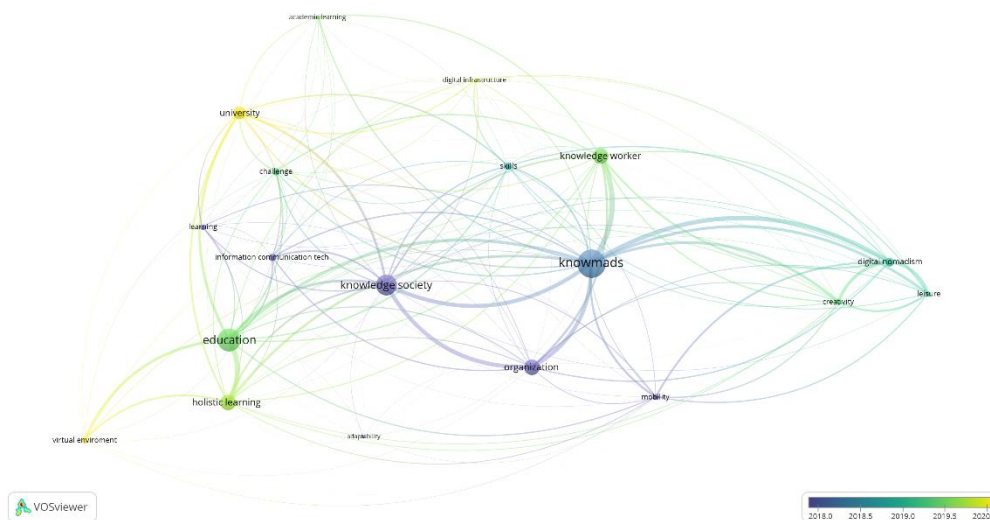 academic learning
digital infrastructure
university
knowledge worker
skills
challenge
learning
information communication tech
knowmads
digital nomadism
knowledge society
leisure
creativity
education
organization
mobility
holistic learning
adaptability
virtual enviroment
VOSviewer
2018.0 2018.5 2019.0 2019.5 2020